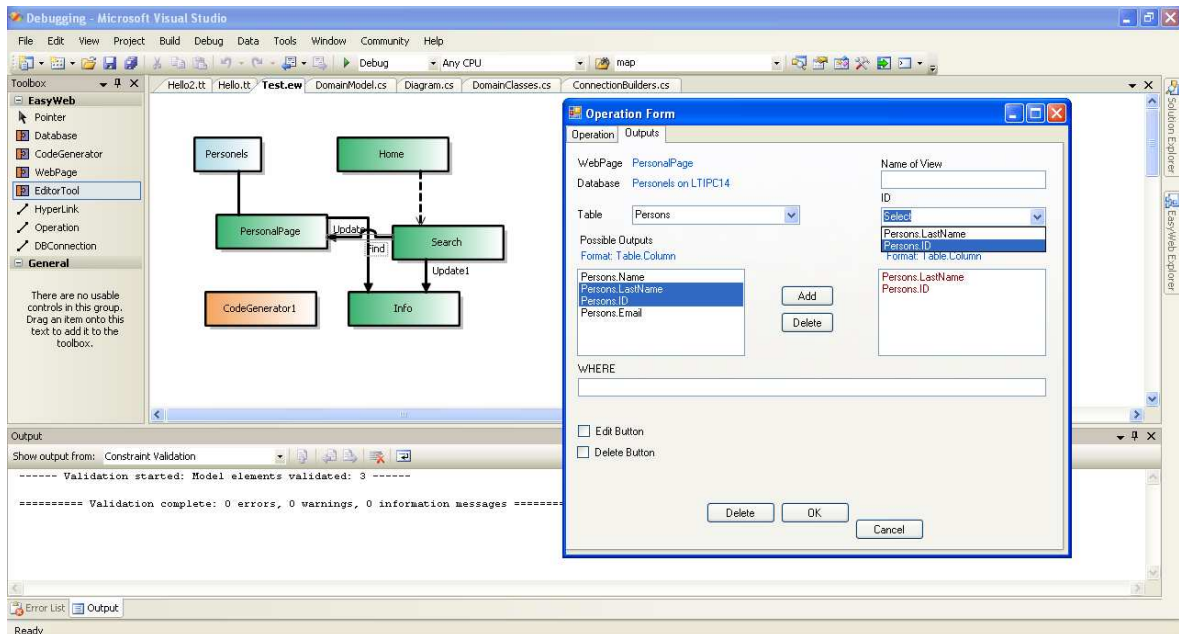 Debugging - Microsoft Visual Studio
File Edit View Project Build Debug Data Tools Window Community Help
Debug Any CPU map
Toolbox
Hello2.tt Hello.tt Test.ew DomainModel.cs Diagram.cs DomainClasses.cs ConnectionBuilders.cs
EasyWeb
Pointer
Database
CodeGenerator
WebPage
EditorTool
HyperLink
Operation
DBConnection
General
There are no usable
controls in this group.
Drag an item onto this
text to add it to the
toolbox.
Personels
Home
PersonalPage
Update
Find
Search
Update1
CodeGenerator1
Info
Operation Form
Operation Outputs
WebPage PersonalPage
Database Personels on LTIPC14
Table Persons
Possible Outputs
Format: Table.Column
Persons.Name
Persons.LastName
Persons.ID
Persons.Email
Add
Delete
Name of View
ID
Select
Persons.LastName
Persons.ID
Format: Table.Column
Persons.LastName
Persons.ID
WHERE
Edit Button
Delete Button
Delete OK
Cancel
Solution Explorer
EasyWeb Explorer
Output
Show output from: Constraint Validation
------ Validation started: Model elements validated: 3 ------
========== Validation complete: 0 errors, 0 warnings, 0 information messages ========
Error List Output
Ready